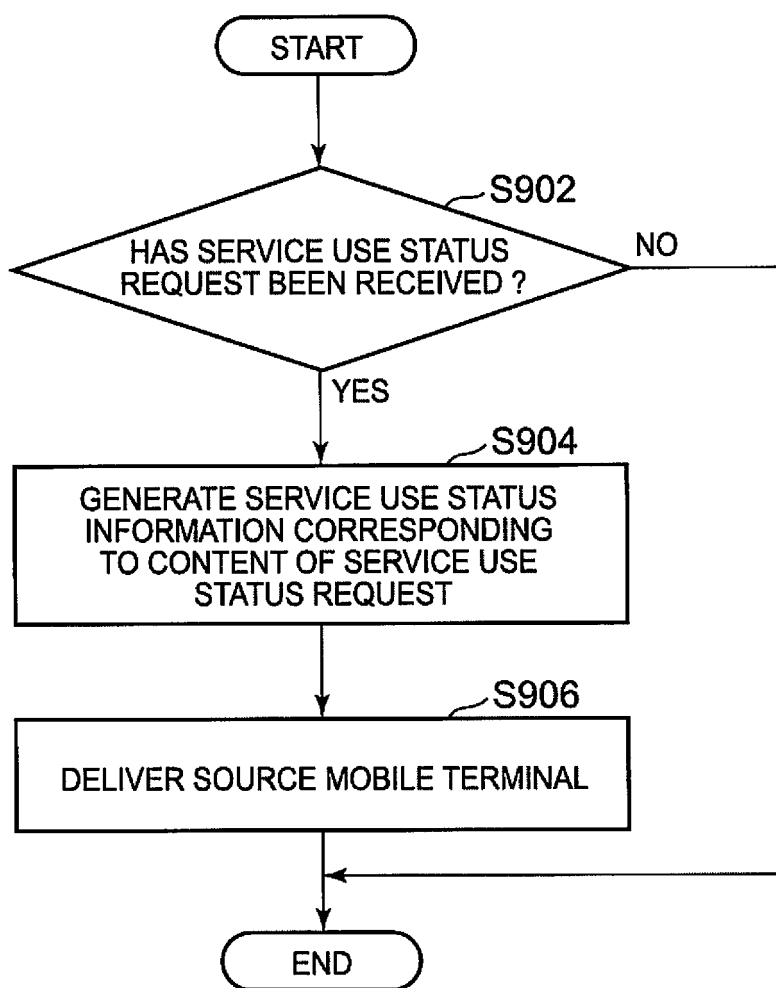 START
S902
HAS SERVICE USE STATUS
REQUEST BEEN RECEIVED ?
NO
YES
S904
GENERATE SERVICE USE STATUS
INFORMATION CORRESPONDING
TO CONTENT OF SERVICE USE
STATUS REQUEST
S906
DELIVER SOURCE MOBILE TERMINAL
END